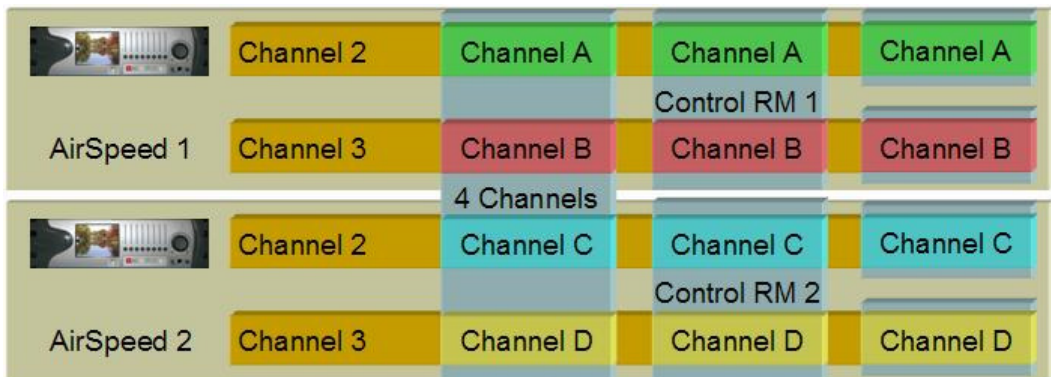 Channel 2 Channel A Channel A Channel A
Control RM 1
AirSpeed 1 Channel 3 Channel B Channel B Channel B
4 Channels
Channel 2 Channel C Channel C Channel C
Control RM 2
AirSpeed 2 Channel 3 Channel D Channel D Channel D